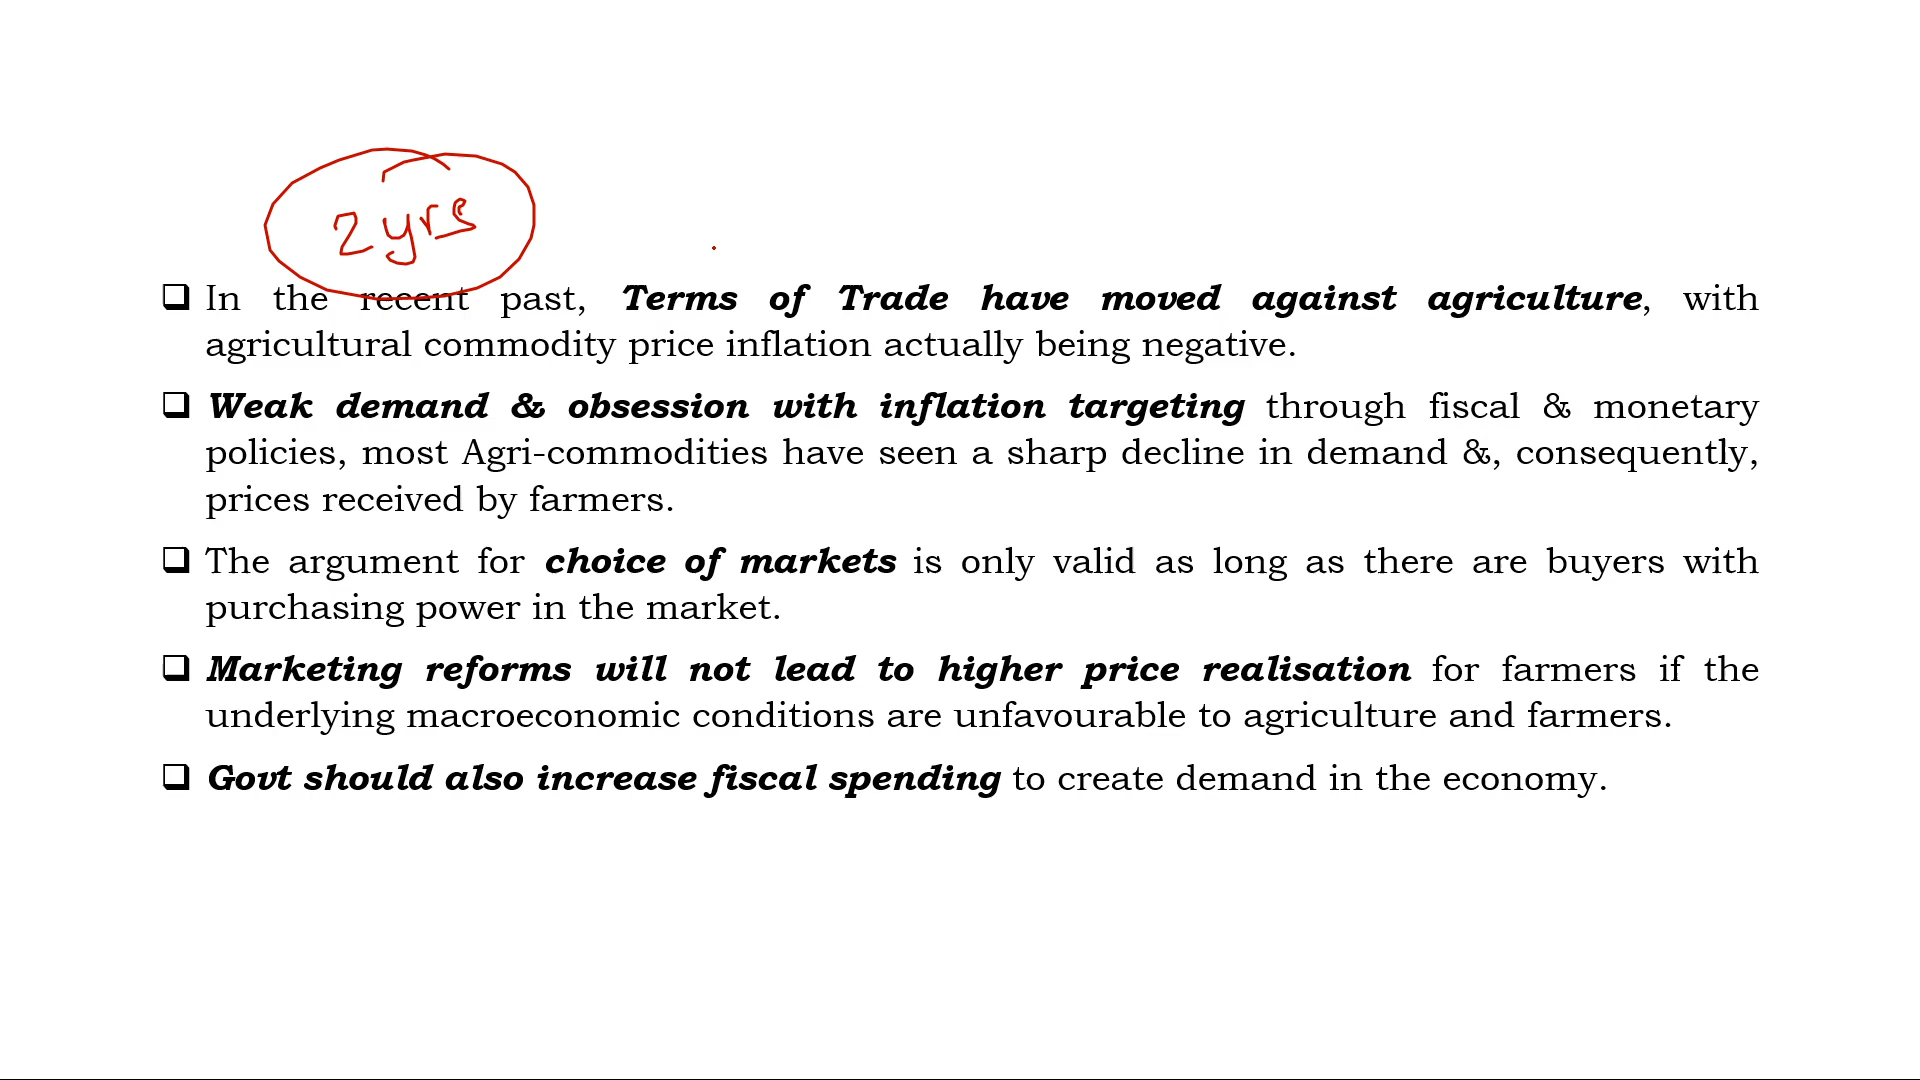 2 yrs
❑ In the recent past, Terms of Trade have moved against agriculture, with
agricultural commodity price inflation actually being negative.
❑ Weak demand & obsession with inflation targeting through fiscal & monetary
policies, most Agri-commodities have seen a sharp decline in demand &, consequently,
prices received by farmers.
❑ The argument for choice of markets is only valid as long as there are buyers with
purchasing power in the market.
❑ Marketing reforms will not lead to higher price realisation for farmers if the
underlying macroeconomic conditions are unfavourable to agriculture and farmers.
❑ Govt should also increase fiscal spending to create demand in the economy.